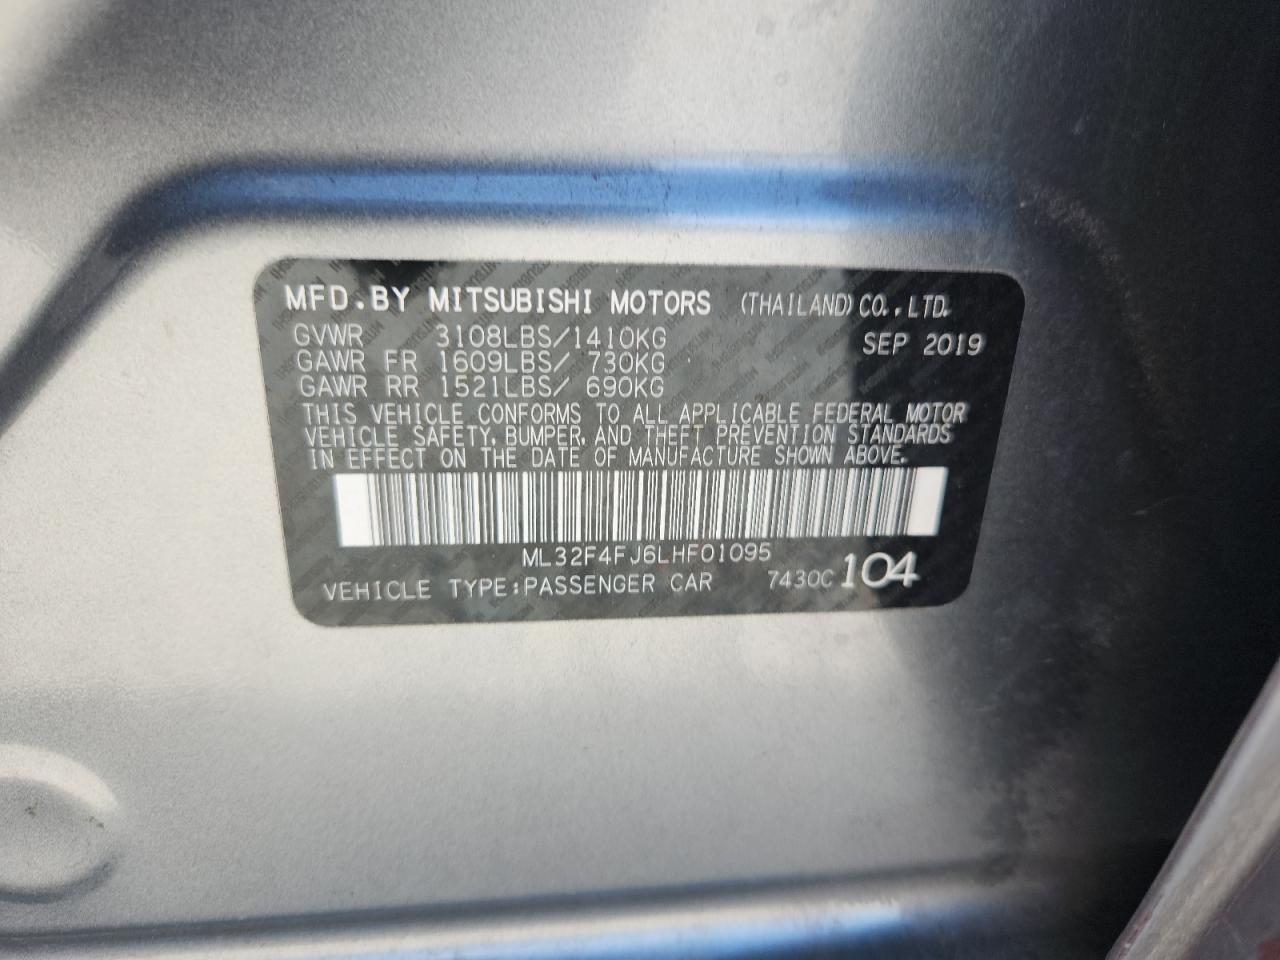 MFD.BY MITSUBISHI MOTORS (THAILAND)CO.,LTD.
GVWR 3108LBS/1410KG SEP 2019
GAWR FR 1609LBS/ 730KG
GAWR RR 1521LBS/ 690KG
THIS VEHICLE CONFORMS TO ALL APPLICABLE FEDERAL MOTOR
VEHICLE SAFETY, BUMPER, AND THEFT PREVENTION STANDARDS
IN EFFECT ON THE DATE OF MANUFACTURE SHOWN ABOVE.
ML32F4FJ6LHF01095
VEHICLE TYPE:PASSENGER CAR 7430C 104